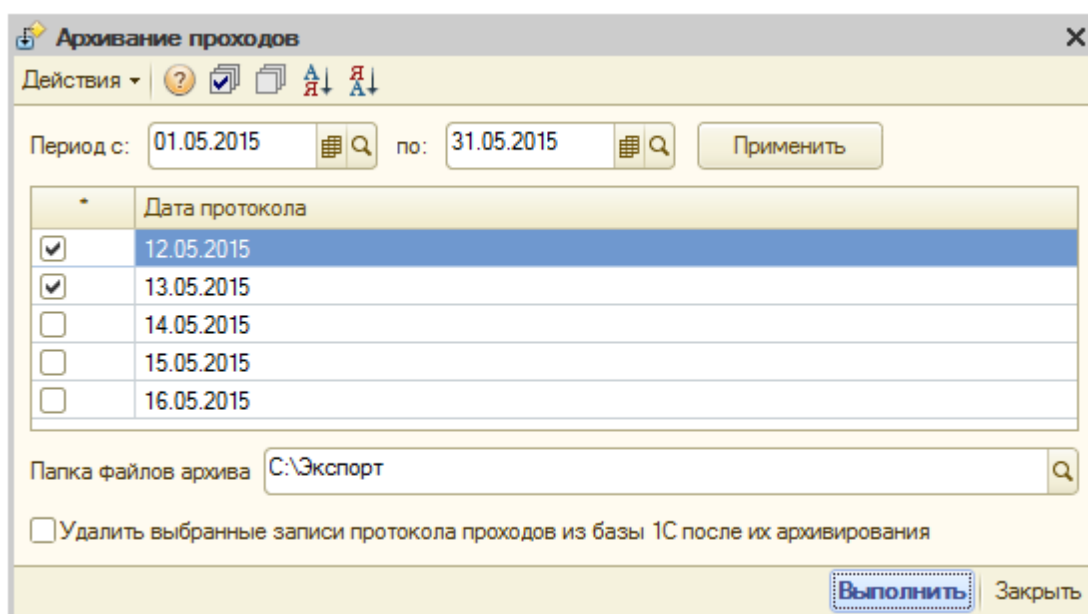 Архивание проходов
Действия
Период с: 01.05.2015 по: 31.05.2015 Применить
* Дата протокола
12.05.2015
13.05.2015
14.05.2015
15.05.2015
16.05.2015
Папка файлов архива С:\Экспорт
Удалить выбранные записи протокола проходов из базы 1С после их архивирования
Выполнить Закрыть